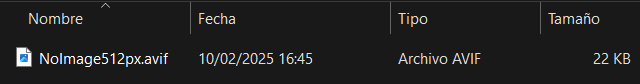 Nombre Fecha Tipo Tamaño
NoImage512px.avif 10/02/2025 16:45 Archivo AVIF 22 KB